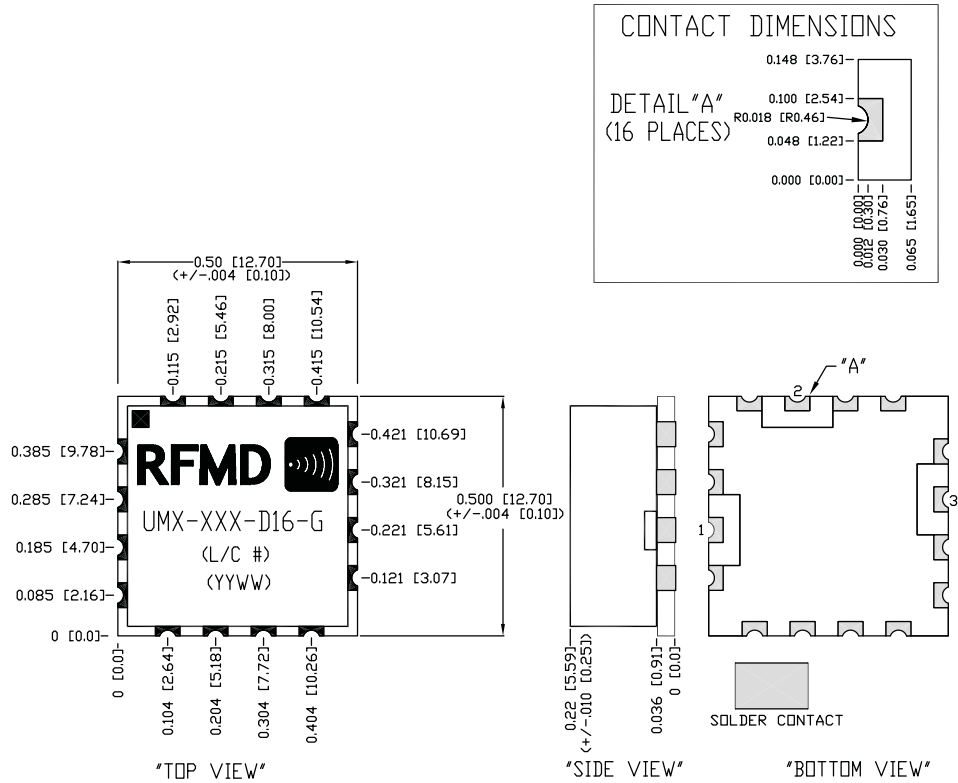 CONTACT DIMENSIONS
0.148 [3.76]
DETAIL"A"
(16 PLACES)
0.100 [2.54]
R0.018 [R0.46]
0.048 [1.22]
0.000 [0.00]
0.000 [0.00]
0.012 [0.30]
0.030 [0.76]
0.065 [1.65]
0.50 [12.70]
(+/-.004 [0.10])
0.115 [2.92]
0.215 [5.46]
0.315 [8.00]
0.415 [10.54]
0.385 [9.78]
0.285 [7.24]
0.185 [4.70]
0.085 [2.16]
0 [0.0]
RFMD
UMX-XXX-D16-G
(L/C #)
(YYWW)
0.421 [10.69]
0.321 [8.15]
0.221 [5.61]
0.121 [3.07]
0.500 [12.70]
(+/-.004 [0.10])
0 [0.0]
0.104 [2.64]
0.204 [5.18]
0.304 [7.72]
0.404 [10.26]
"TOP VIEW"
0.22 [5.59]
(+/-.010 [0.25])
0.036 [0.91]
0 [0.0]
"SIDE VIEW"
"A"
2
1
3
SOLDER CONTACT
"BOTTOM VIEW"